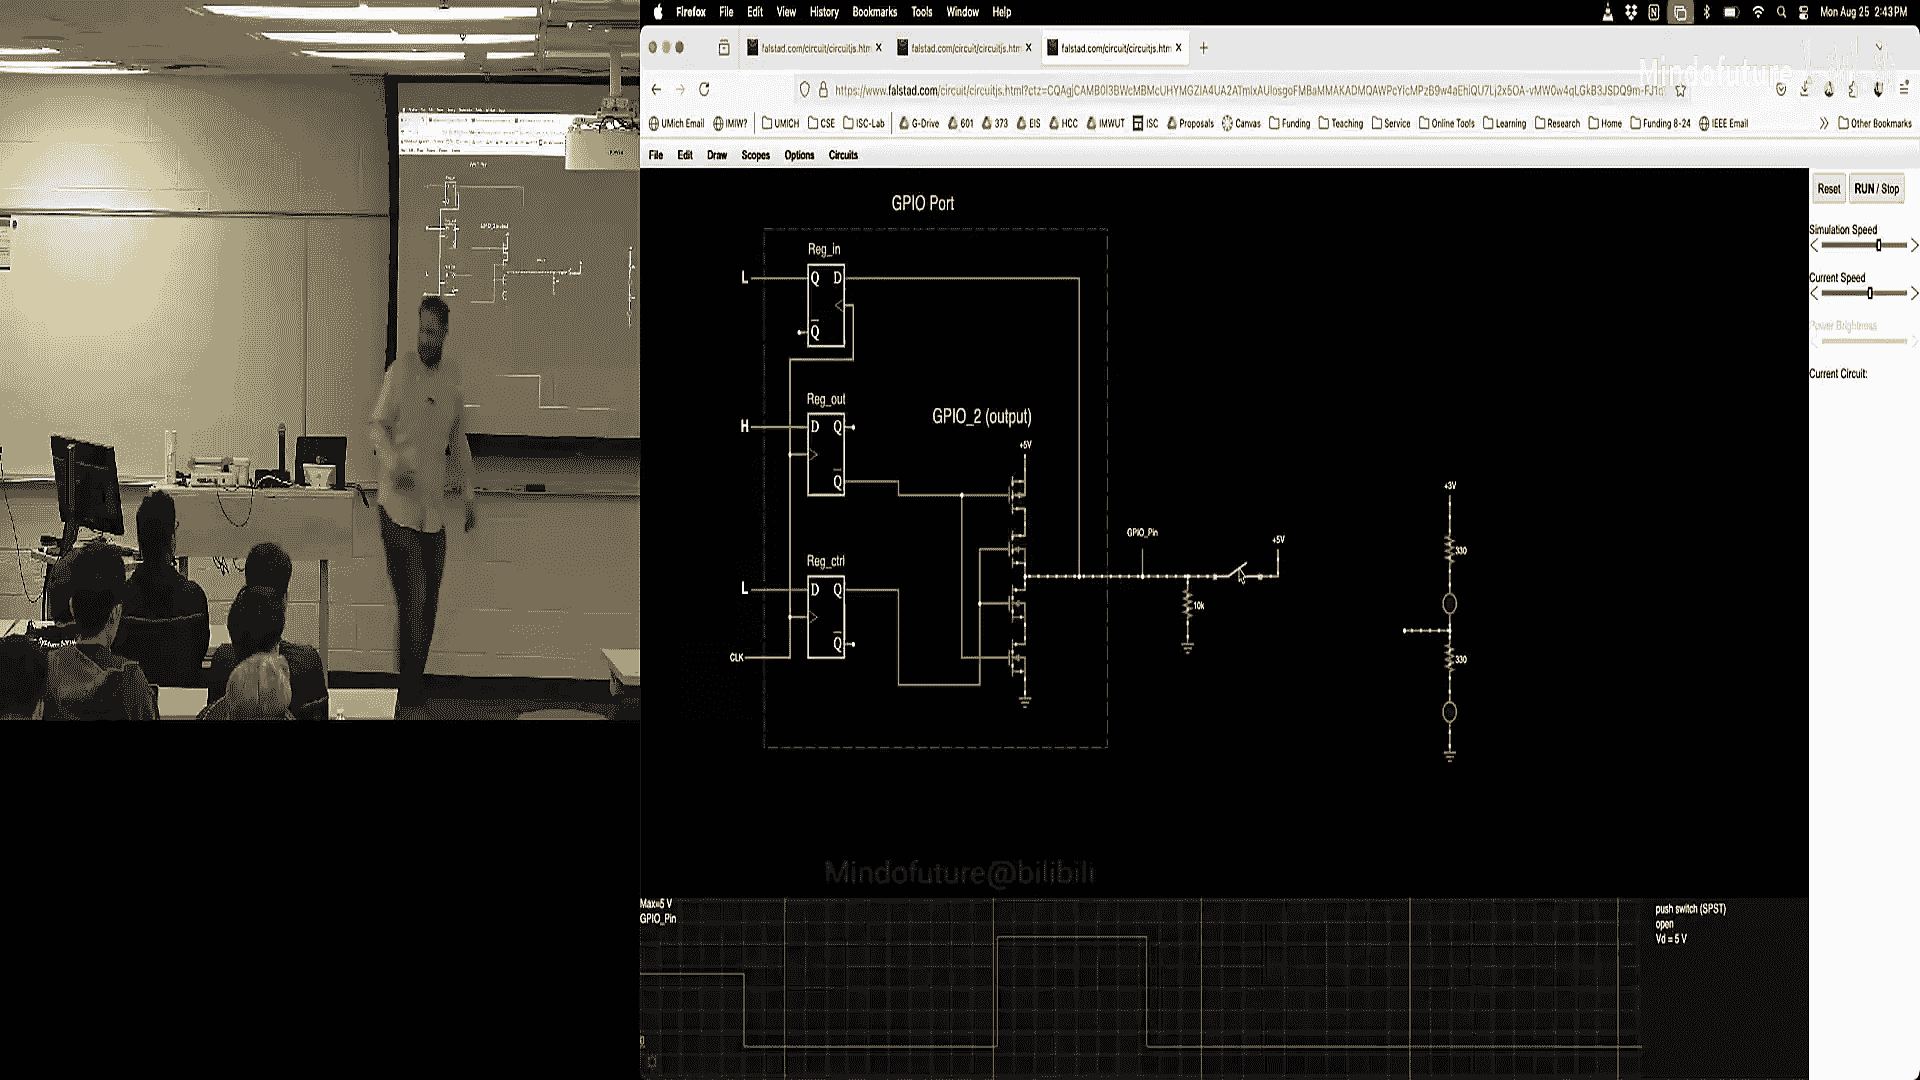 Firefox File Edit View History Bookmarks Tools Window Help
Mon Aug 25 2:43 PM
falstad.com/circuit/circuitjs.htm
falstad.com/circuit/circuitjs.htm
falstad.com/circuit/circuitjs.htm
Mindofuture
UMich Email IMIW? UMICH CSE ISC-Lab G-Drive 601 373 EIS HCC IMWUT ISC Proposals Canvas Funding Teaching Service Online Tools Learning Research Home Funding 8-24 IEEE Email Other Bookmarks
File Edit Draw Scopes Options Circuits
Reset RUN / Stop
Simulation Speed
Current Speed
Power Brightness
Current Circuit:
GPIO Port
Reg_in
L Q D
Q
Reg_out
H D Q
Q
GPIO_2 (output)
+5V
Reg_ctrl
L D Q
Q
CLK
GPIO_Pin
+5V
10k
+3V
330
330
Mindofuture@bilibili
Max=5 V
GPIO_Pin
push switch (SPST)
open
Vd = 5 V